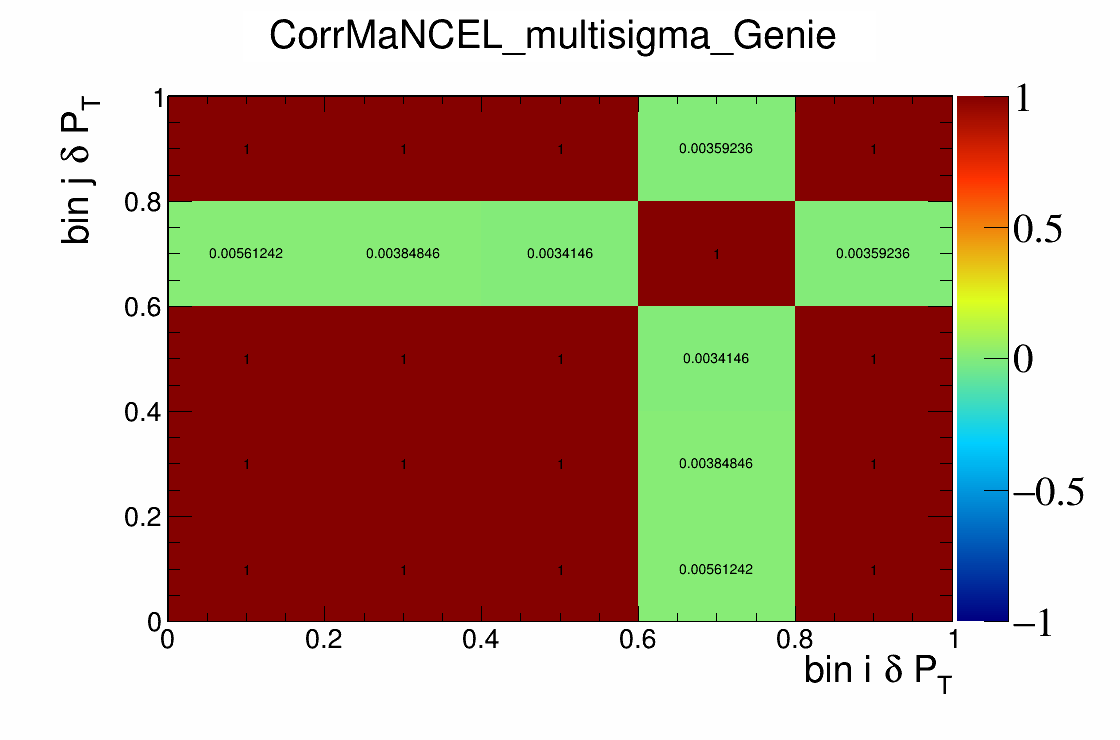 CorrMaNCEL_multisigma_Genie
bin j δ P_T
1
0.8
0.6
0.4
0.2
0
1 1 1 0.00359236 1
0.00561242 0.00384846 0.0034146 1 0.00359236
1 1 1 0.0034146 1
1 1 1 0.00384846 1
1 1 1 0.00561242 1
0 0.2 0.4 0.6 0.8 1
bin i δ P_T
1
0.5
0
−0.5
−1